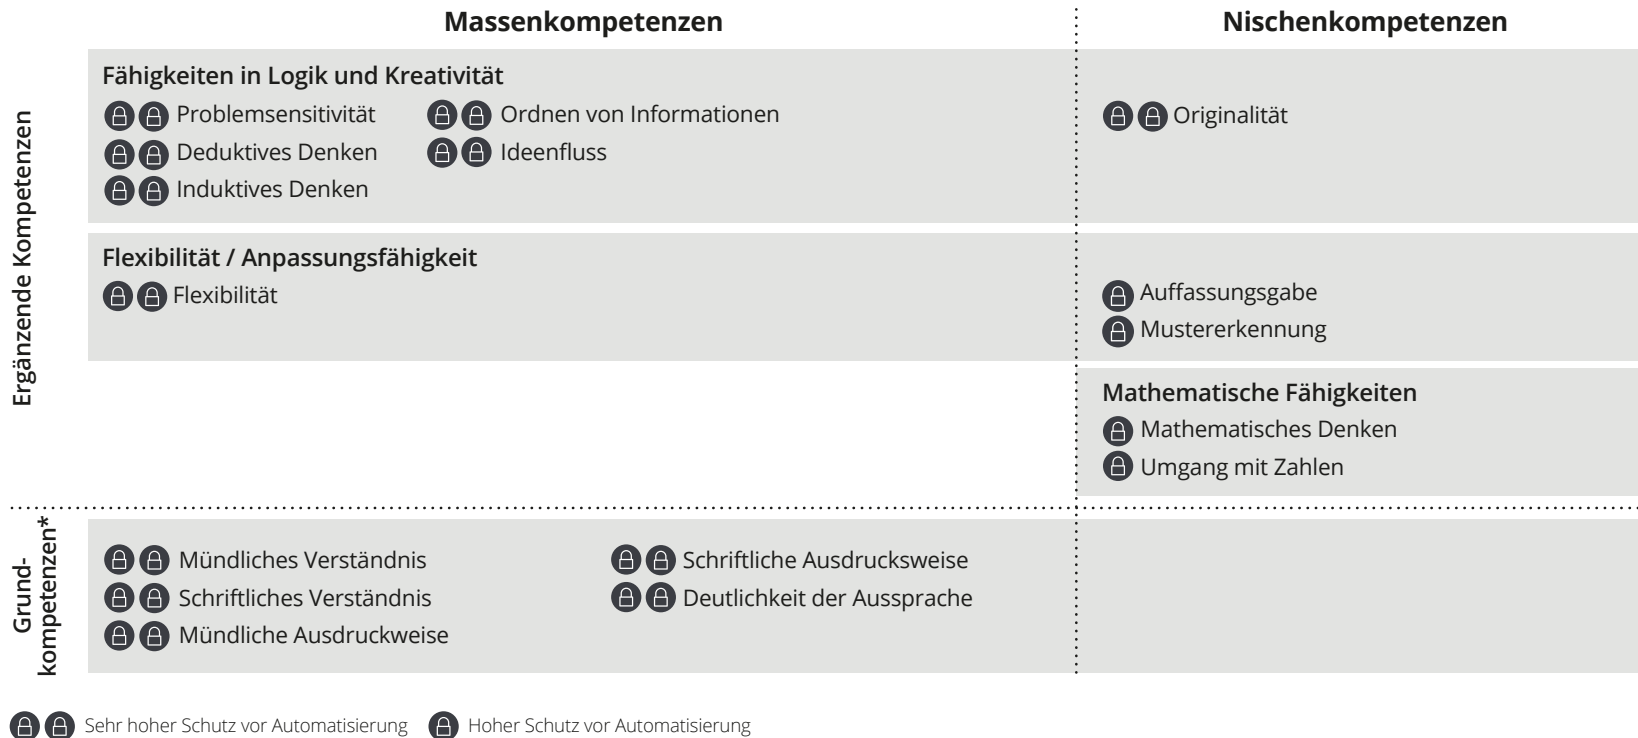 Massenkompetenzen
Nischenkompetenzen
Ergänzende Kompetenzen
Fähigkeiten in Logik und Kreativität
Problemsensitivität
Deduktives Denken
Induktives Denken
Ordnen von Informationen
Ideenfluss
Originalität
Flexibilität / Anpassungsfähigkeit
Flexibilität
Auffassungsgabe
Mustererkennung
Mathematische Fähigkeiten
Mathematisches Denken
Umgang mit Zahlen
Grund-
kompetenzen*
Mündliches Verständnis
Schriftliches Verständnis
Mündliche Ausdruckweise
Schriftliche Ausdrucksweise
Deutlichkeit der Aussprache
Sehr hoher Schutz vor Automatisierung
Hoher Schutz vor Automatisierung